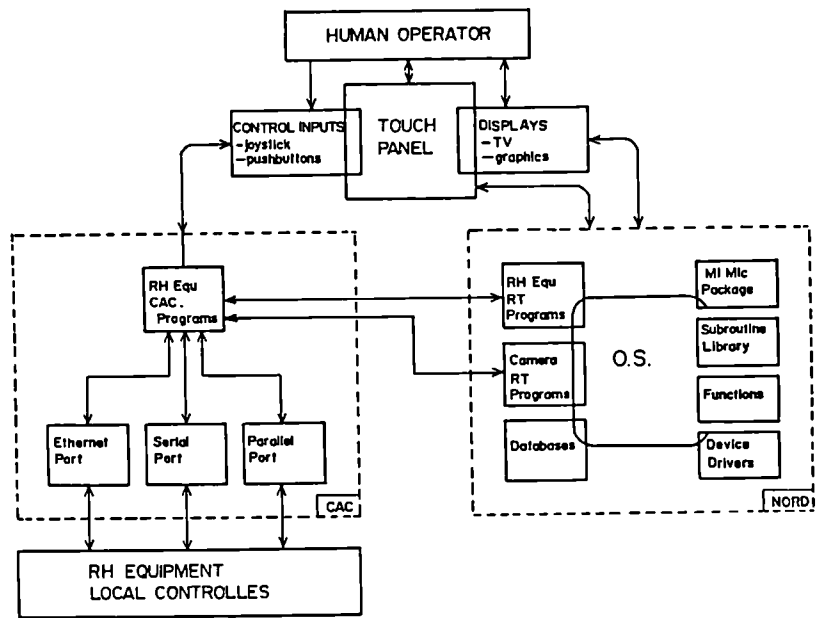 HUMAN OPERATOR
CONTROL INPUTS
-joystick
-pushbuttons
TOUCH
PANEL
DISPLAYS
-TV
-graphics
RH Equ
CAC.
Programs
Ethernet
Port
Serial
Port
Parallel
Port
CAC
RH EQUIPMENT
LOCAL CONTROLLES
RH Equ
RT
Programs
Camera
RT
Programs
Databases
O.S.
MI Mic
Package
Subroutine
Library
Functions
Device
Drivers
NORD